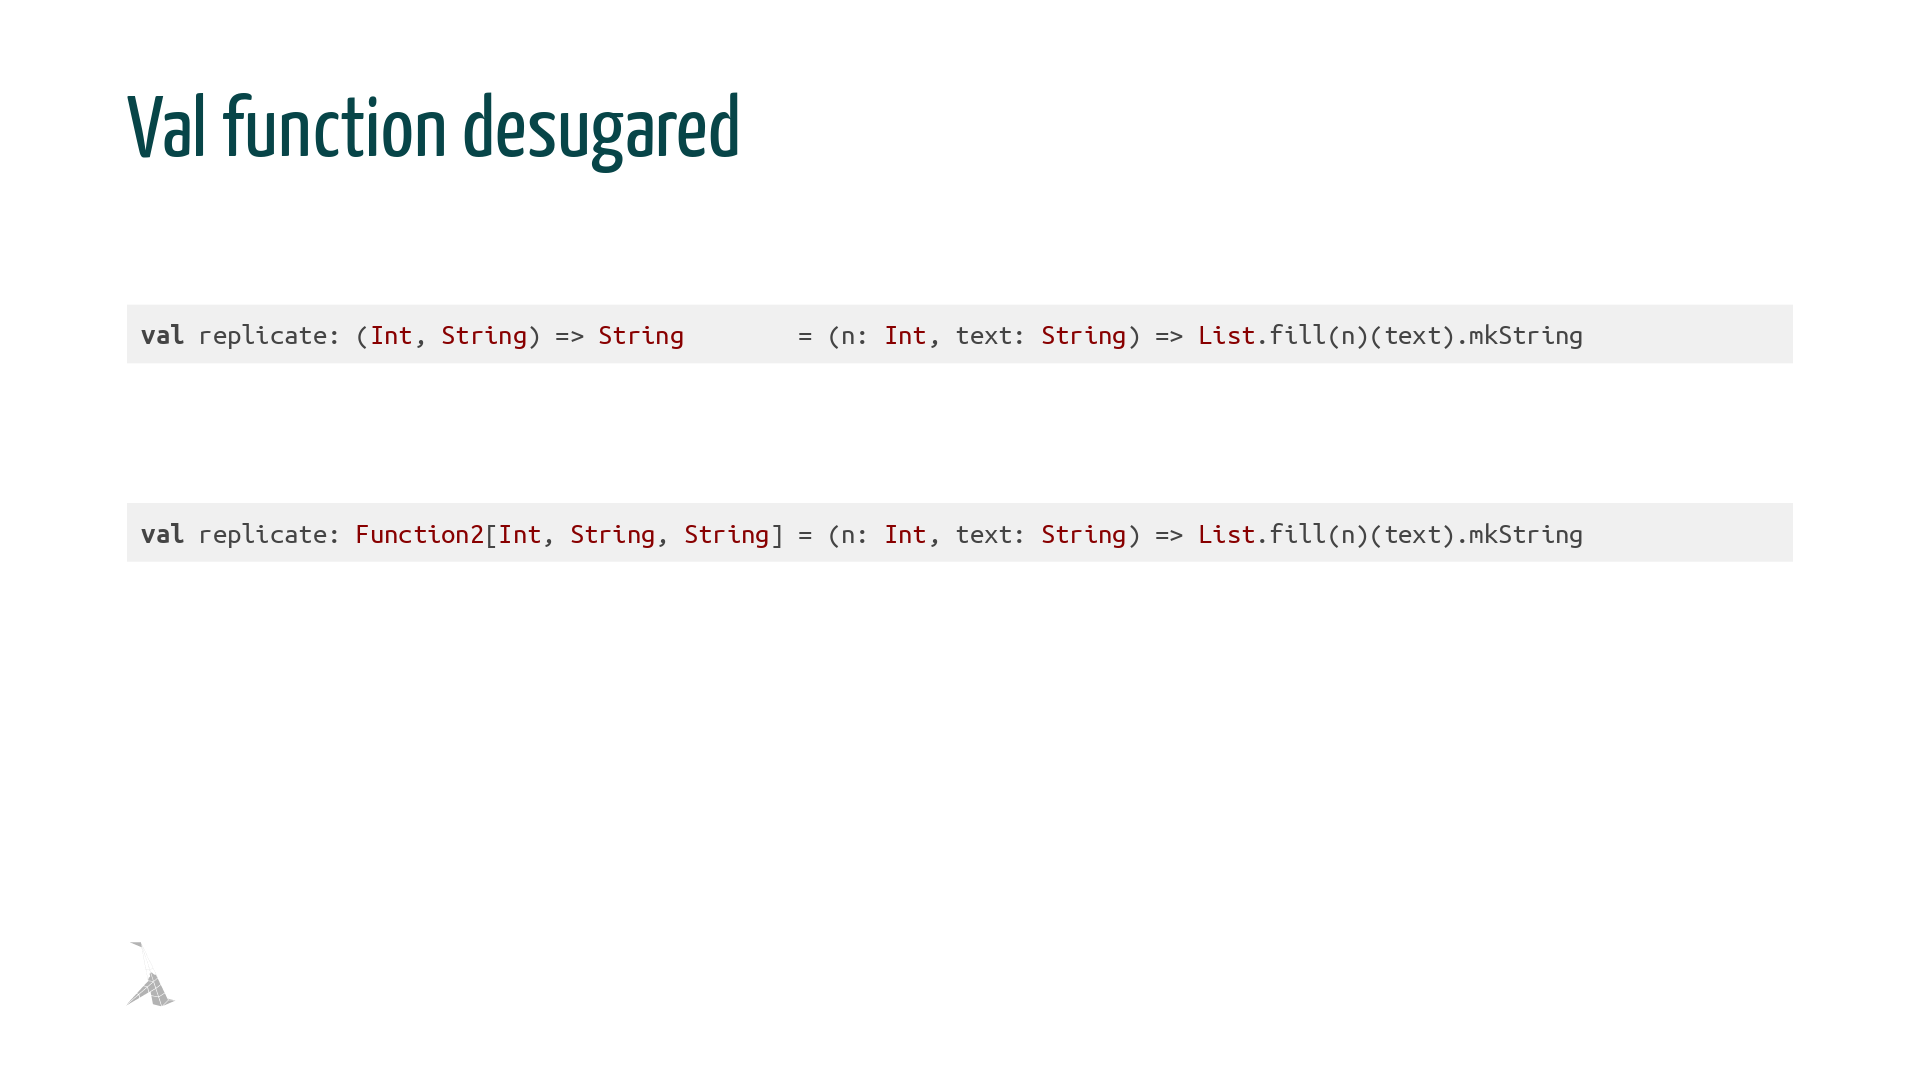 Val function desugared
val replicate: (Int, String) => String        = (n: Int, text: String) => List.fill(n)(text).mkString
val replicate: Function2[Int, String, String] = (n: Int, text: String) => List.fill(n)(text).mkString